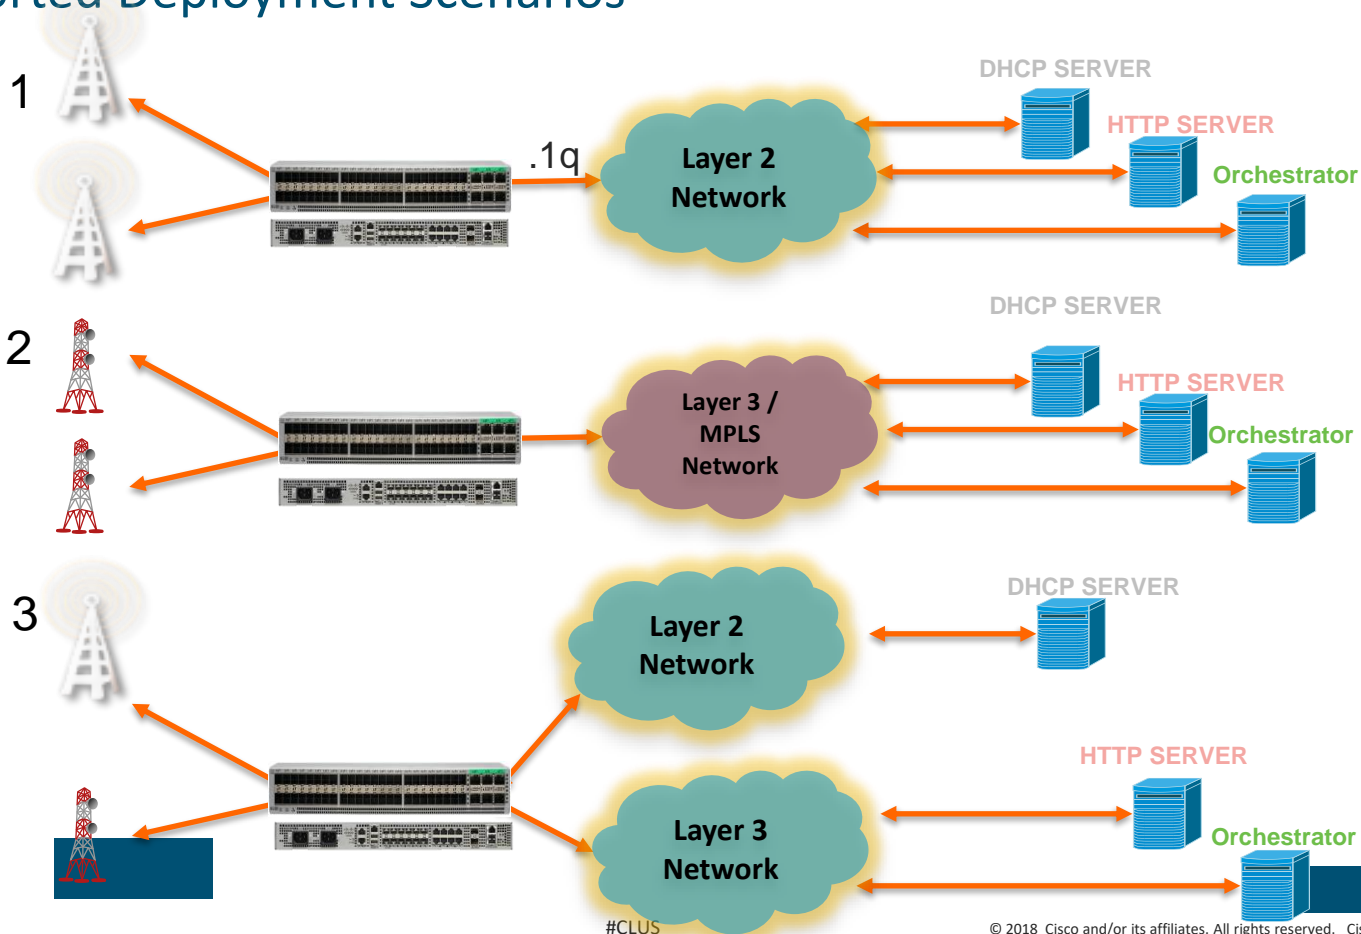 Deployment Scenarios
1
.1q
Layer 2
Network
DHCP SERVER
HTTP SERVER
Orchestrator
2
Layer 3 /
MPLS
Network
DHCP SERVER
HTTP SERVER
Orchestrator
3
Layer 2
Network
DHCP SERVER
Layer 3
Network
HTTP SERVER
Orchestrator
#CLUS
© 2018 Cisco and/or its affiliates. All rights reserved.